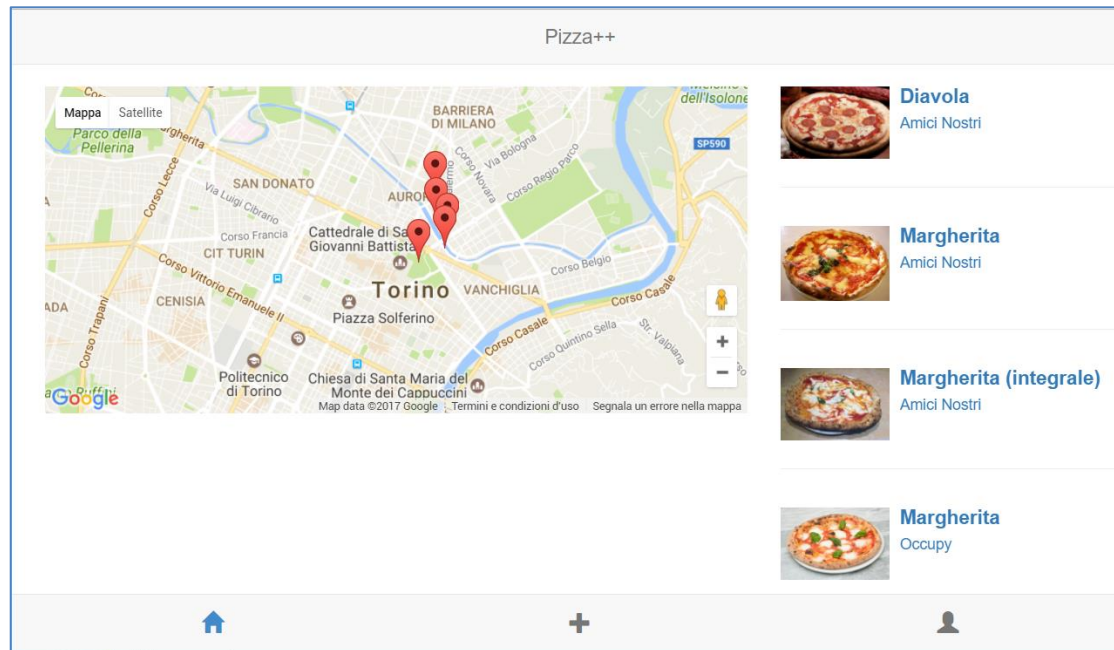 Pizza++
Mappa Satellite
Parco della
Pellerina
BARRIERA
DI MILANO
dell'Isolone
SP590
Via Bologna
Corso Novara
Corso Regio Parco
Corso Lecce
SAN DONATO
Via Luigi Cibrario
Corso Francia
CIT TURIN
Cattedrale di
Giovanni Battista
Corso Belgio
Corso Vittorio Emanuele II
CENISIA
Torino
VANCHIGLIA
Corso Casale
Piazza Solferino
Corso Trapani
Corso Casale
Corso Quintino Sella
Str. Valpiana
Politecnico
di Torino
Chiesa di Santa Maria del
Monte dei Cappuccini
Google
Map data ©2017 Google Termini e condizioni d'uso Segnala un errore nella mappa
Diavola
Amici Nostri
Margherita
Amici Nostri
Margherita (integrale)
Amici Nostri
Margherita
Occupy